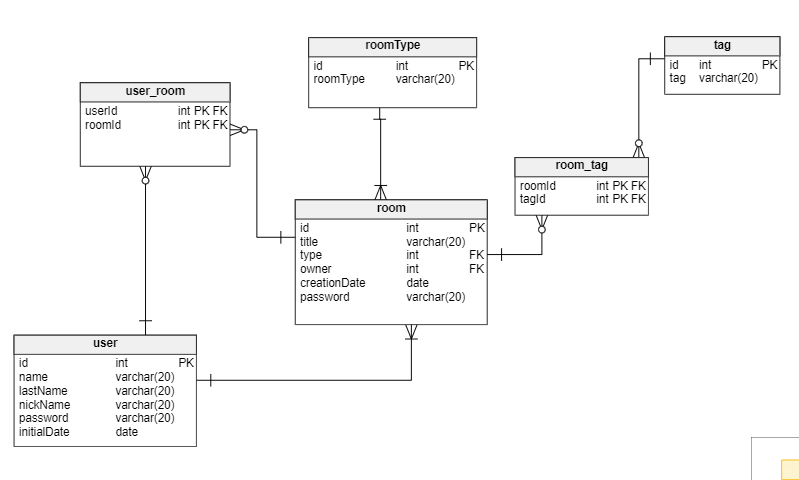 roomType
id int PK
roomType varchar(20)
tag
id int PK
tag varchar(20)
user_room
userId int PK FK
roomId int PK FK
room_tag
roomId int PK FK
tagId int PK FK
room
id int PK
title varchar(20)
type int FK
owner int FK
creationDate date
password varchar(20)
user
id int PK
name varchar(20)
lastName varchar(20)
nickName varchar(20)
password varchar(20)
initialDate date